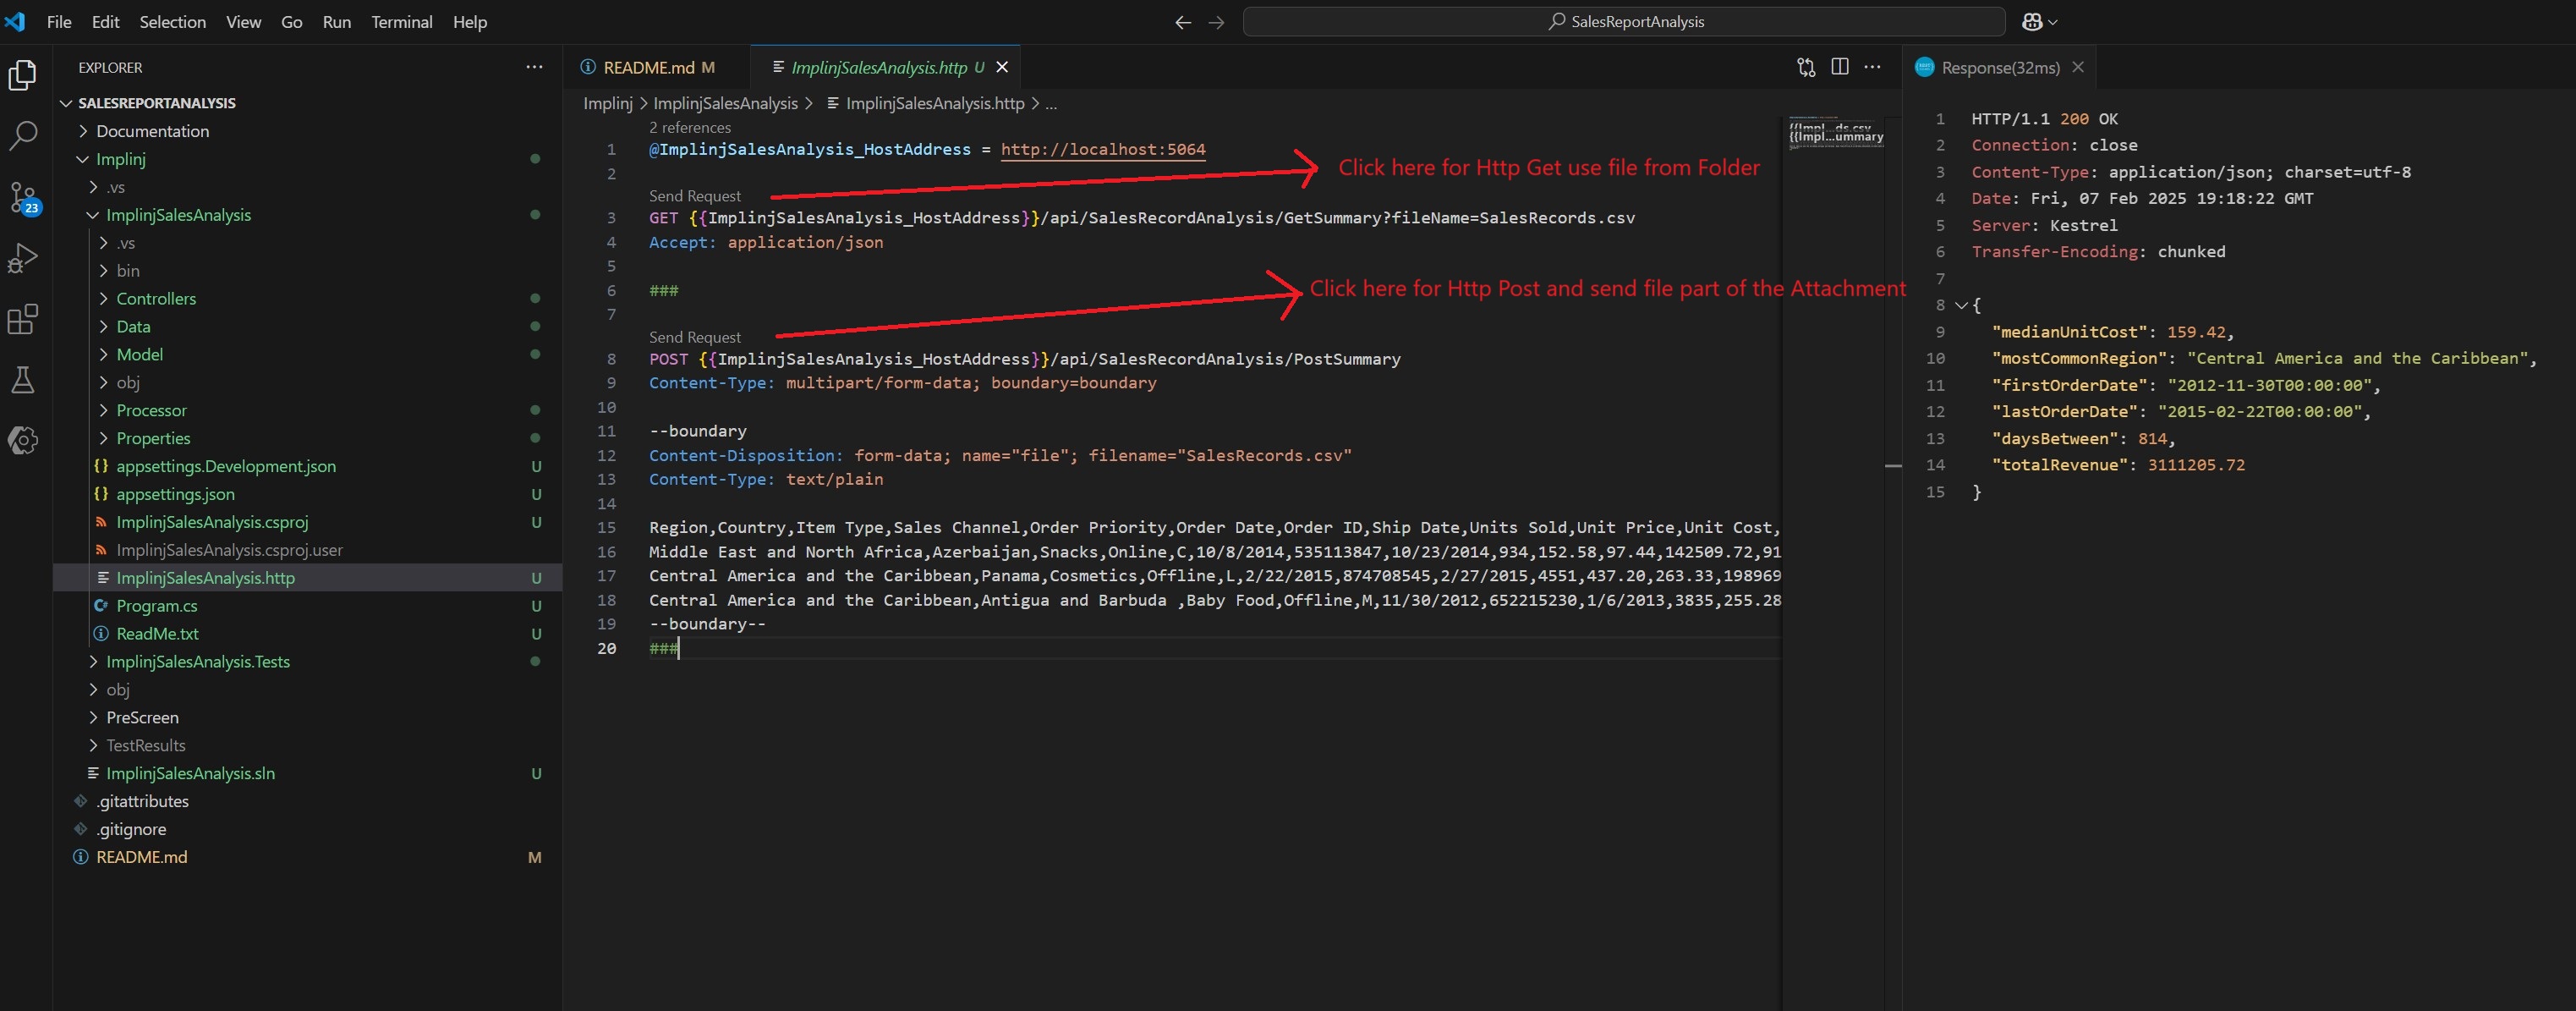 File Edit Selection View Go Run Terminal Help
SalesReportAnalysis
EXPLORER
SALESREPORTANALYSIS
Documentation
Implinj
.vs
ImplinjSalesAnalysis
.vs
bin
Controllers
Data
Model
obj
Processor
Properties
{} appsettings.Development.json U
{} appsettings.json U
ImplinjSalesAnalysis.csproj U
ImplinjSalesAnalysis.csproj.user
ImplinjSalesAnalysis.http U
Program.cs U
ReadMe.txt U
ImplinjSalesAnalysis.Tests
obj
PreScreen
TestResults
ImplinjSalesAnalysis.sln U
.gitattributes
.gitignore
README.md M
23
README.md M
ImplinjSalesAnalysis.http U
Implinj > ImplinjSalesAnalysis > ImplinjSalesAnalysis.http > ...
2 references
1 @ImplinjSalesAnalysis_HostAddress = http://localhost:5064
2
Click here for Http Get use file from Folder
Send Request
3 GET {{ImplinjSalesAnalysis_HostAddress}}/api/SalesRecordAnalysis/GetSummary?fileName=SalesRecords.csv
4 Accept: application/json
5
6 ###
Click here for Http Post and send file part of the Attachment
7
Send Request
8 POST {{ImplinjSalesAnalysis_HostAddress}}/api/SalesRecordAnalysis/PostSummary
9 Content-Type: multipart/form-data; boundary=boundary
10
11 --boundary
12 Content-Disposition: form-data; name="file"; filename="SalesRecords.csv"
13 Content-Type: text/plain
14
15 Region,Country,Item Type,Sales Channel,Order Priority,Order Date,Order ID,Ship Date,Units Sold,Unit Price,Unit Cost,
16 Middle East and North Africa,Azerbaijan,Snacks,Online,C,10/8/2014,535113847,10/23/2014,934,152.58,97.44,142509.72,91
17 Central America and the Caribbean,Panama,Cosmetics,Offline,L,2/22/2015,874708545,2/27/2015,4551,437.20,263.33,198969
18 Central America and the Caribbean,Antigua and Barbuda ,Baby Food,Offline,M,11/30/2012,652215230,1/6/2013,3835,255.28
19 --boundary--
20 ###
{{Impl...ds.csv
{{Impl...ummary
Response(32ms)
1 HTTP/1.1 200 OK
2 Connection: close
3 Content-Type: application/json; charset=utf-8
4 Date: Fri, 07 Feb 2025 19:18:22 GMT
5 Server: Kestrel
6 Transfer-Encoding: chunked
7
8 {
9 "medianUnitCost": 159.42,
10 "mostCommonRegion": "Central America and the Caribbean",
11 "firstOrderDate": "2012-11-30T00:00:00",
12 "lastOrderDate": "2015-02-22T00:00:00",
13 "daysBetween": 814,
14 "totalRevenue": 3111205.72
15 }